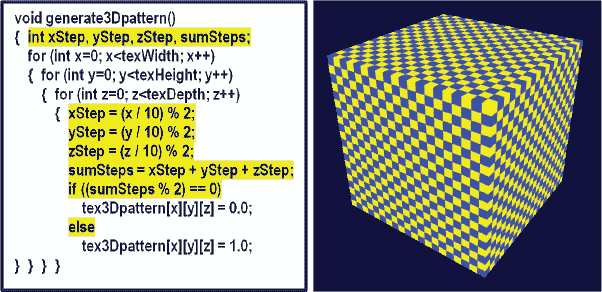 void generate3Dpattern()
{ int xStep, yStep, zStep, sumSteps;
for (int x=0; x<texWidth; x++)
{ for (int y=0; y<texHeight; y++)
{ for (int z=0; z<texDepth; z++)
{ xStep = (x / 10) % 2;
yStep = (y / 10) % 2;
zStep = (z / 10) % 2;
sumSteps = xStep + yStep + zStep;
if ((sumSteps % 2) == 0)
tex3Dpattern[x][y][z] = 0.0;
else
tex3Dpattern[x][y][z] = 1.0;
} } } }